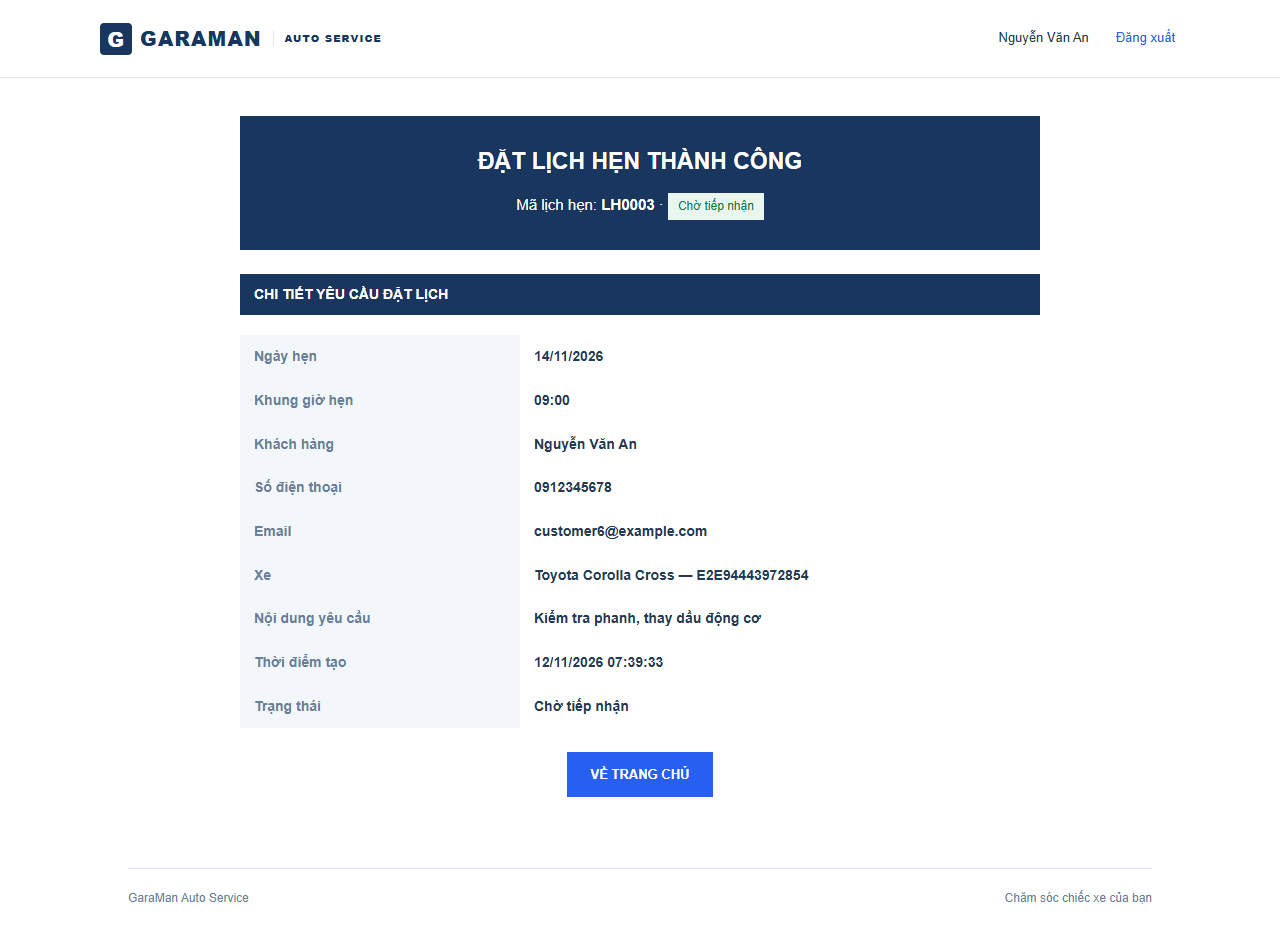 G GARAMAN AUTO SERVICE
Nguyễn Văn An Đăng xuất
ĐẶT LỊCH HẸN THÀNH CÔNG
Mã lịch hẹn: LH0003 · Chờ tiếp nhận
CHI TIẾT YÊU CẦU ĐẶT LỊCH
Ngày hẹn 14/11/2026
Khung giờ hẹn 09:00
Khách hàng Nguyễn Văn An
Số điện thoại 0912345678
Email customer6@example.com
Xe Toyota Corolla Cross — E2E94443972854
Nội dung yêu cầu Kiểm tra phanh, thay dầu động cơ
Thời điểm tạo 12/11/2026 07:39:33
Trạng thái Chờ tiếp nhận
VỀ TRANG CHỦ
GaraMan Auto Service Chăm sóc chiếc xe của bạn